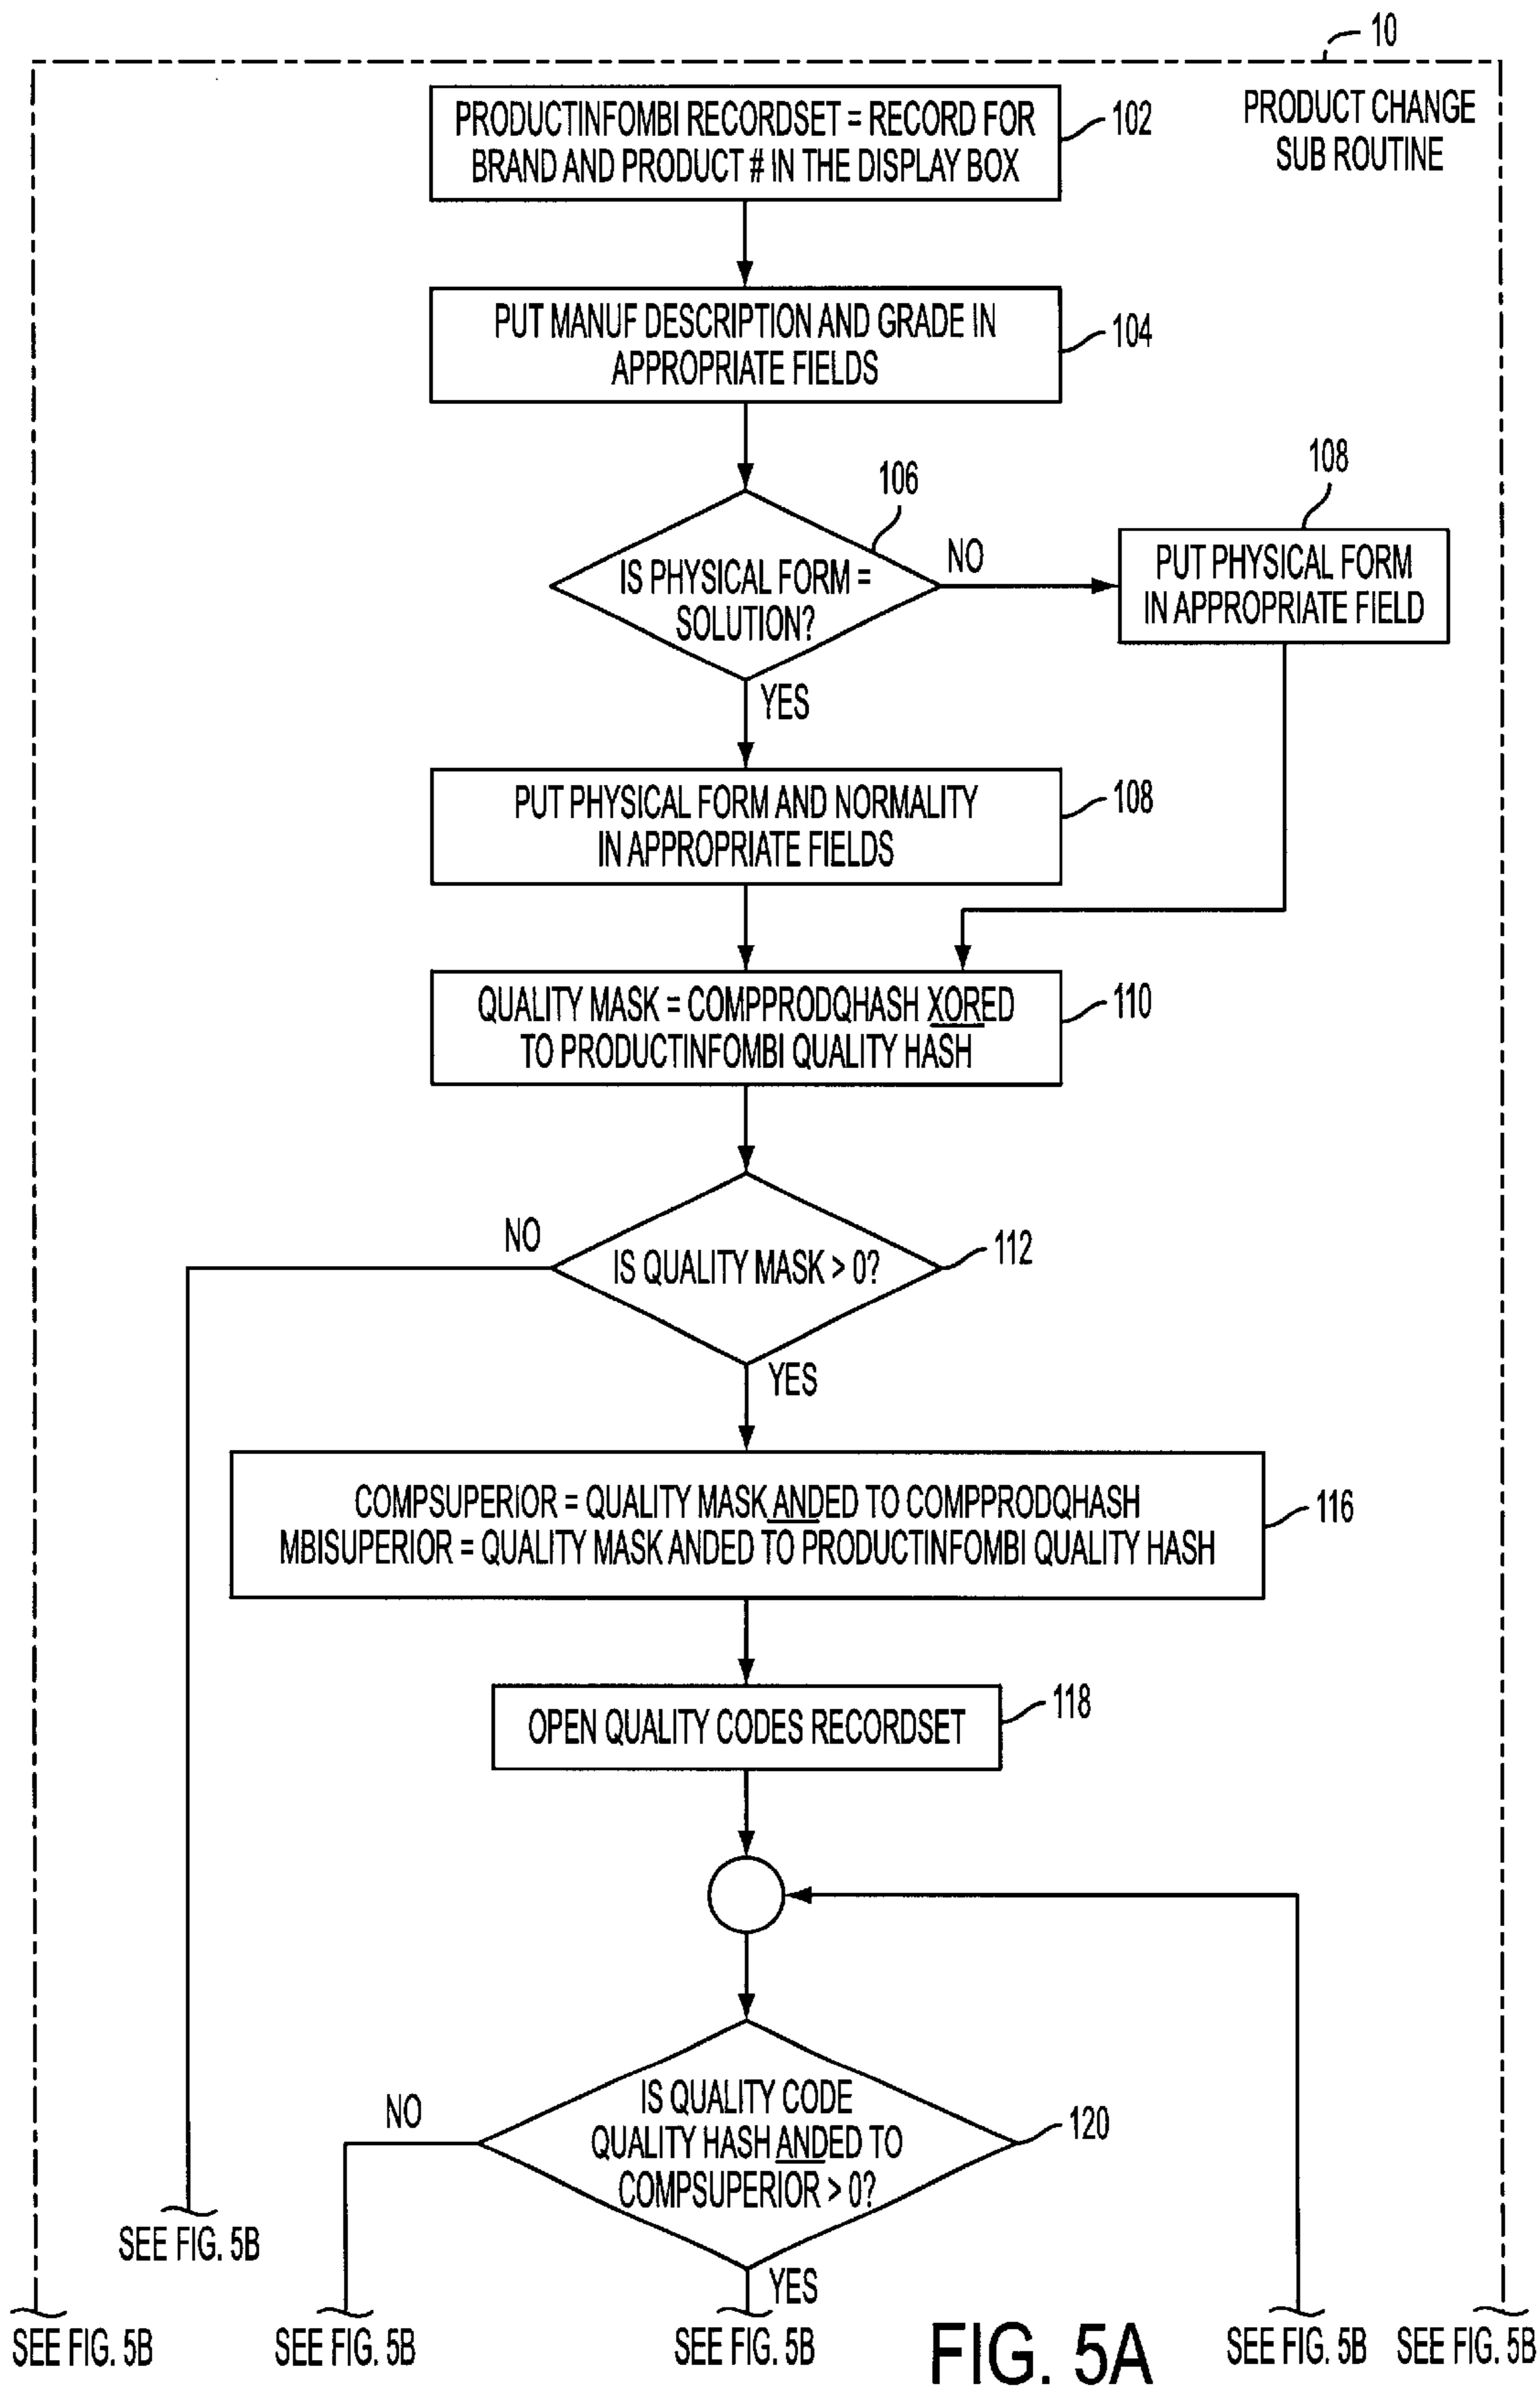 10
PRODUCT CHANGE
SUB ROUTINE
PRODUCTINFOMBI RECORDSET = RECORD FOR
BRAND AND PRODUCT # IN THE DISPLAY BOX
102
PUT MANUF DESCRIPTION AND GRADE IN
APPROPRIATE FIELDS
104
106
IS PHYSICAL FORM =
SOLUTION?
NO
108
PUT PHYSICAL FORM
IN APPROPRIATE FIELD
YES
PUT PHYSICAL FORM AND NORMALITY
IN APPROPRIATE FIELDS
108
QUALITY MASK = COMPPRODQHASH XORED
TO PRODUCTINFOMBI QUALITY HASH
110
NO
IS QUALITY MASK > 0?
112
YES
COMPSUPERIOR = QUALITY MASK ANDED TO COMPPRODQHASH
MBISUPERIOR = QUALITY MASK ANDED TO PRODUCTINFOMBI QUALITY HASH
116
OPEN QUALITY CODES RECORDSET
118
NO
IS QUALITY CODE
QUALITY HASH ANDED TO
COMPSUPERIOR > 0?
120
YES
SEE FIG. 5B
SEE FIG. 5B
SEE FIG. 5B
SEE FIG. 5B
FIG. 5A
SEE FIG. 5B
SEE FIG. 5B